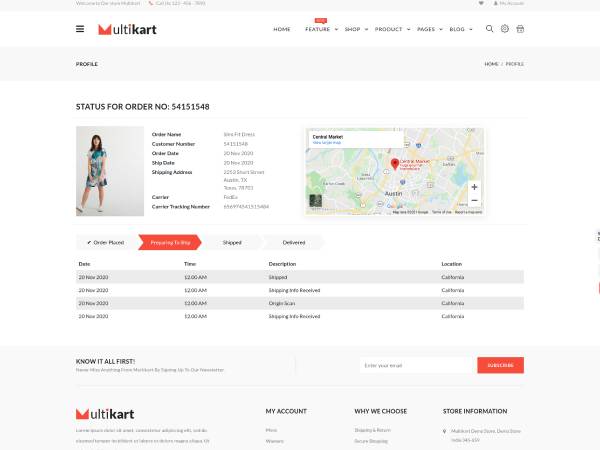 Welcome to Our store Multikart
Call Us: 123 - 456 - 7890
My Account
Multikart
HOME
NEW
FEATURE
SHOP
PRODUCT
PAGES
BLOG
PROFILE
HOME / PROFILE
STATUS FOR ORDER NO: 54151548
Order Name Slim Fit Dress
Customer Number 54151548
Order Date 20 Nov 2020
Ship Date 20 Nov 2020
Shipping Address 2253 Short Street
Austin, TX
Texas, 78701
Carrier FedEx
Carrier Tracking Number 656974541515484
Central Market
View larger map
Central Market
Austin
Map data ©2021 Google Terms of Use Report a map error
Order Placed
Preparing To Ship
Shipped
Delivered
Date Time Description Location
20 Nov 2020 12.00 AM Shipped California
20 Nov 2020 12.00 AM Shipping Info Received California
20 Nov 2020 12.00 AM Origin Scan California
20 Nov 2020 12.00 AM Shipping Info Received California
KNOW IT ALL FIRST!
Never Miss Anything From Multikart By Signing Up To Our Newsletter.
Enter your email
SUBSCRIBE
Multikart
Lorem ipsum dolor sit amet, consectetur adipiscing elit, sed do
eiusmod tempor incididunt ut labore et dolore magna aliqua. Ut
MY ACCOUNT
Mens
Womens
WHY WE CHOOSE
Shipping & Return
Secure Shopping
STORE INFORMATION
Multikart Demo Store, Demo Store
India 345-659